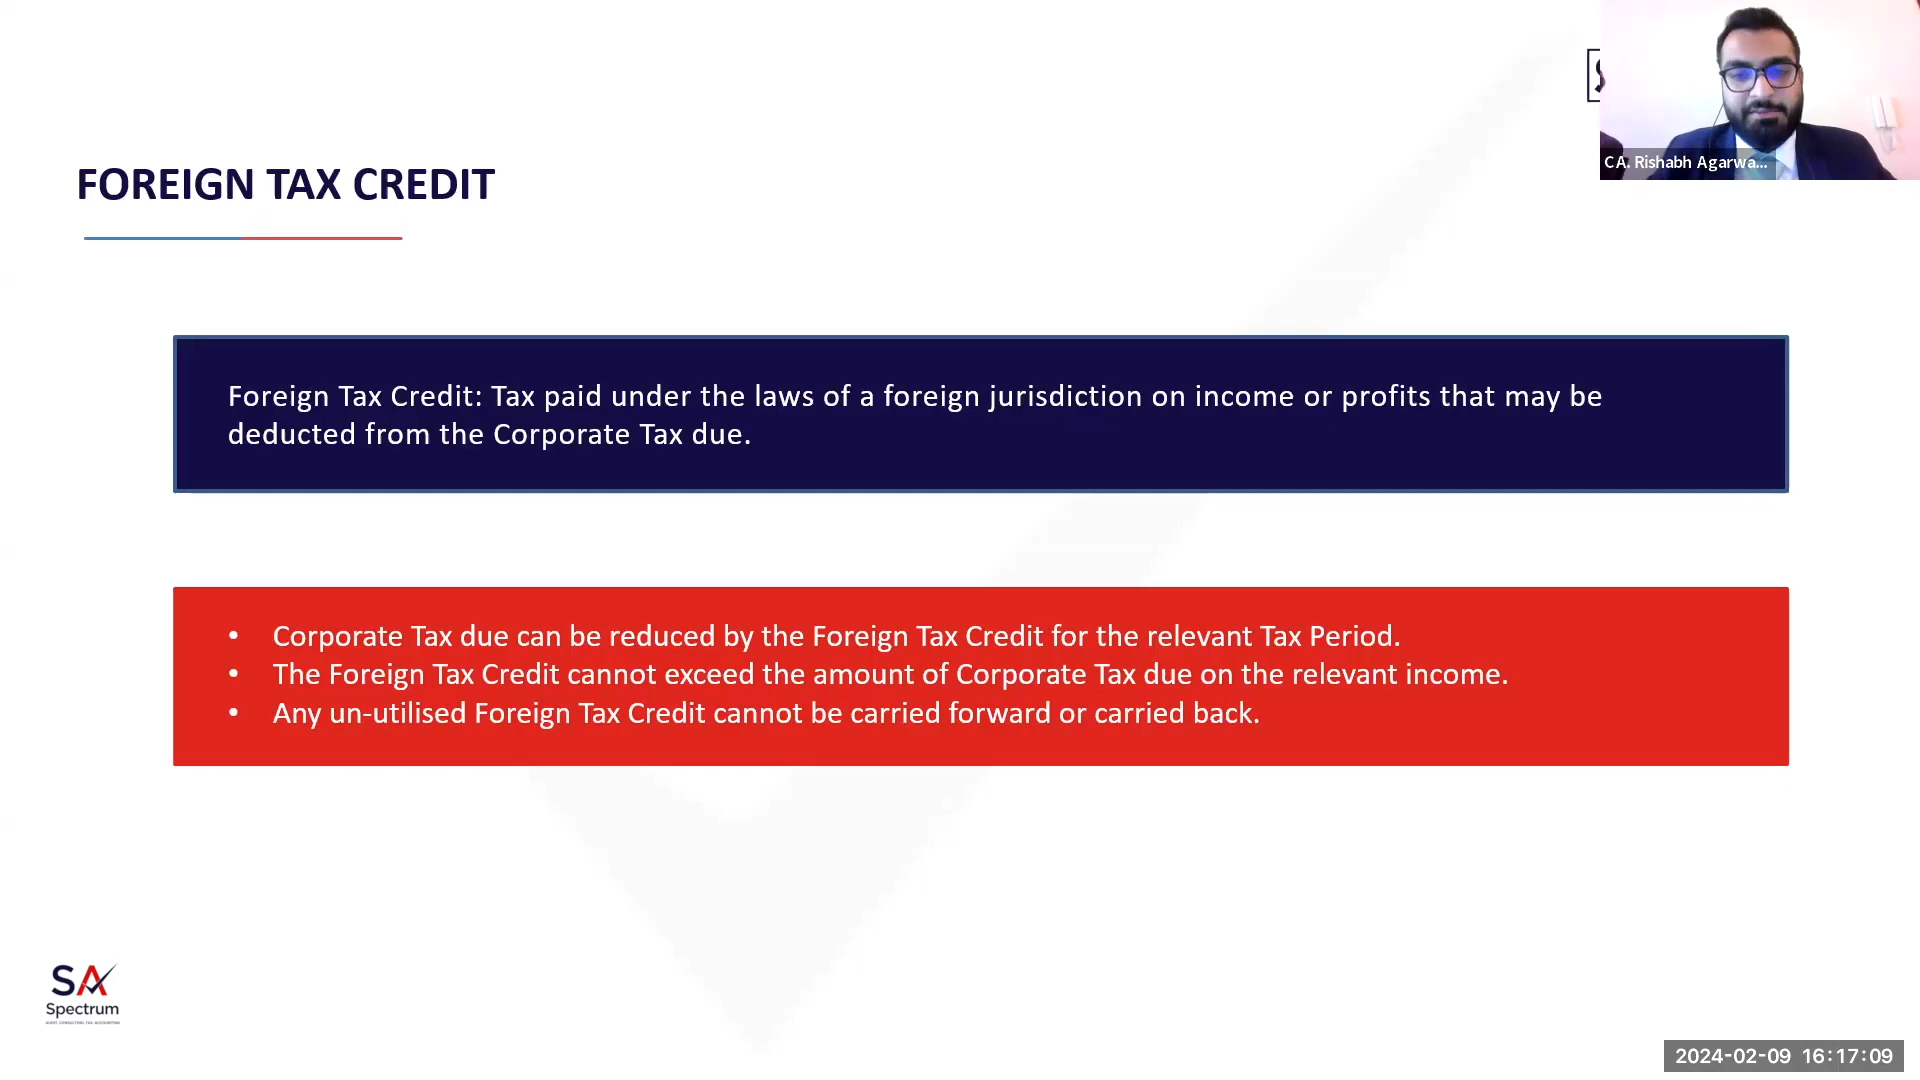 CA. Rishabh Agarwa...
FOREIGN TAX CREDIT
Foreign Tax Credit: Tax paid under the laws of a foreign jurisdiction on income or profits that may be
deducted from the Corporate Tax due.
• Corporate Tax due can be reduced by the Foreign Tax Credit for the relevant Tax Period.
• The Foreign Tax Credit cannot exceed the amount of Corporate Tax due on the relevant income.
• Any un-utilised Foreign Tax Credit cannot be carried forward or carried back.
SA
Spectrum
AUDIT. CONSULTING. TAX. ACCOUNTING
2024-02-09 16:17:09